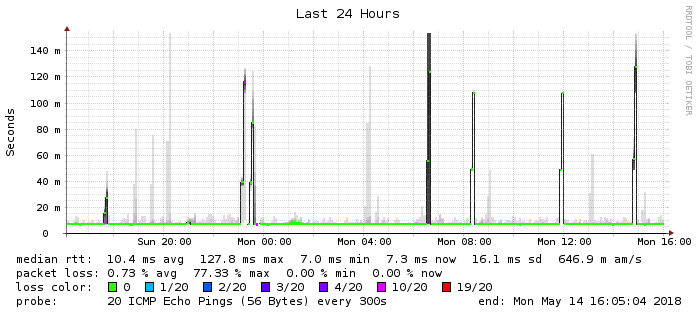 Last 24 Hours
RRDTOOL / TOBI OETIKER
Seconds
140 m
120 m
100 m
80 m
60 m
40 m
20 m
0
Sun 20:00 Mon 00:00 Mon 04:00 Mon 08:00 Mon 12:00 Mon 16:00
median rtt: 10.4 ms avg 127.8 ms max 7.0 ms min 7.3 ms now 16.1 ms sd 646.9 m am/s
packet loss: 0.73 % avg 77.33 % max 0.00 % min 0.00 % now
loss color: 0 1/20 2/20 3/20 4/20 10/20 19/20
probe: 20 ICMP Echo Pings (56 Bytes) every 300s end: Mon May 14 16:05:04 2018